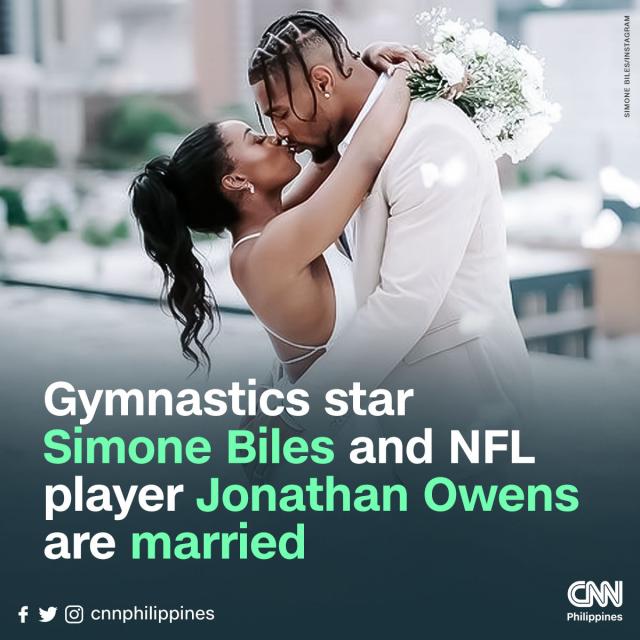 SIMONE BILES/INSTAGRAM
Gymnastics star
Simone Biles and NFL
player Jonathan Owens
are married
cnnphilippines
CNN
Philippines